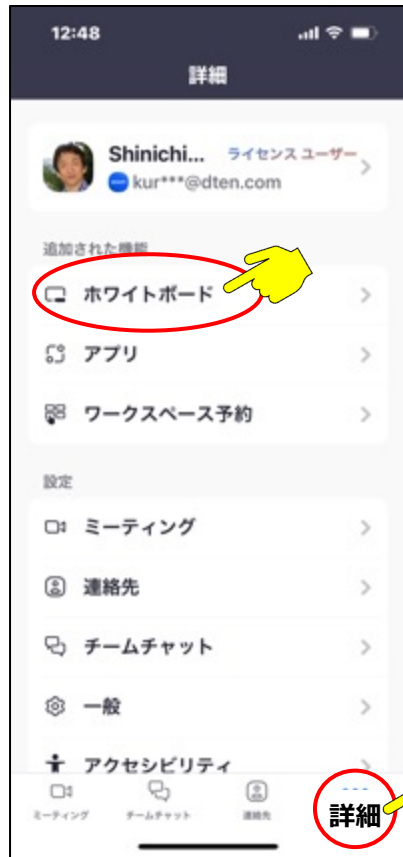 12:48
詳細
Shinichi... ライセンス ユーザー
kur***@dten.com
追加された機能
ホワイトボード
アプリ
ワークスペース予約
設定
ミーティング
連絡先
チームチャット
一般
アクセシビリティ
ミーティング チームチャット 連絡先 詳細